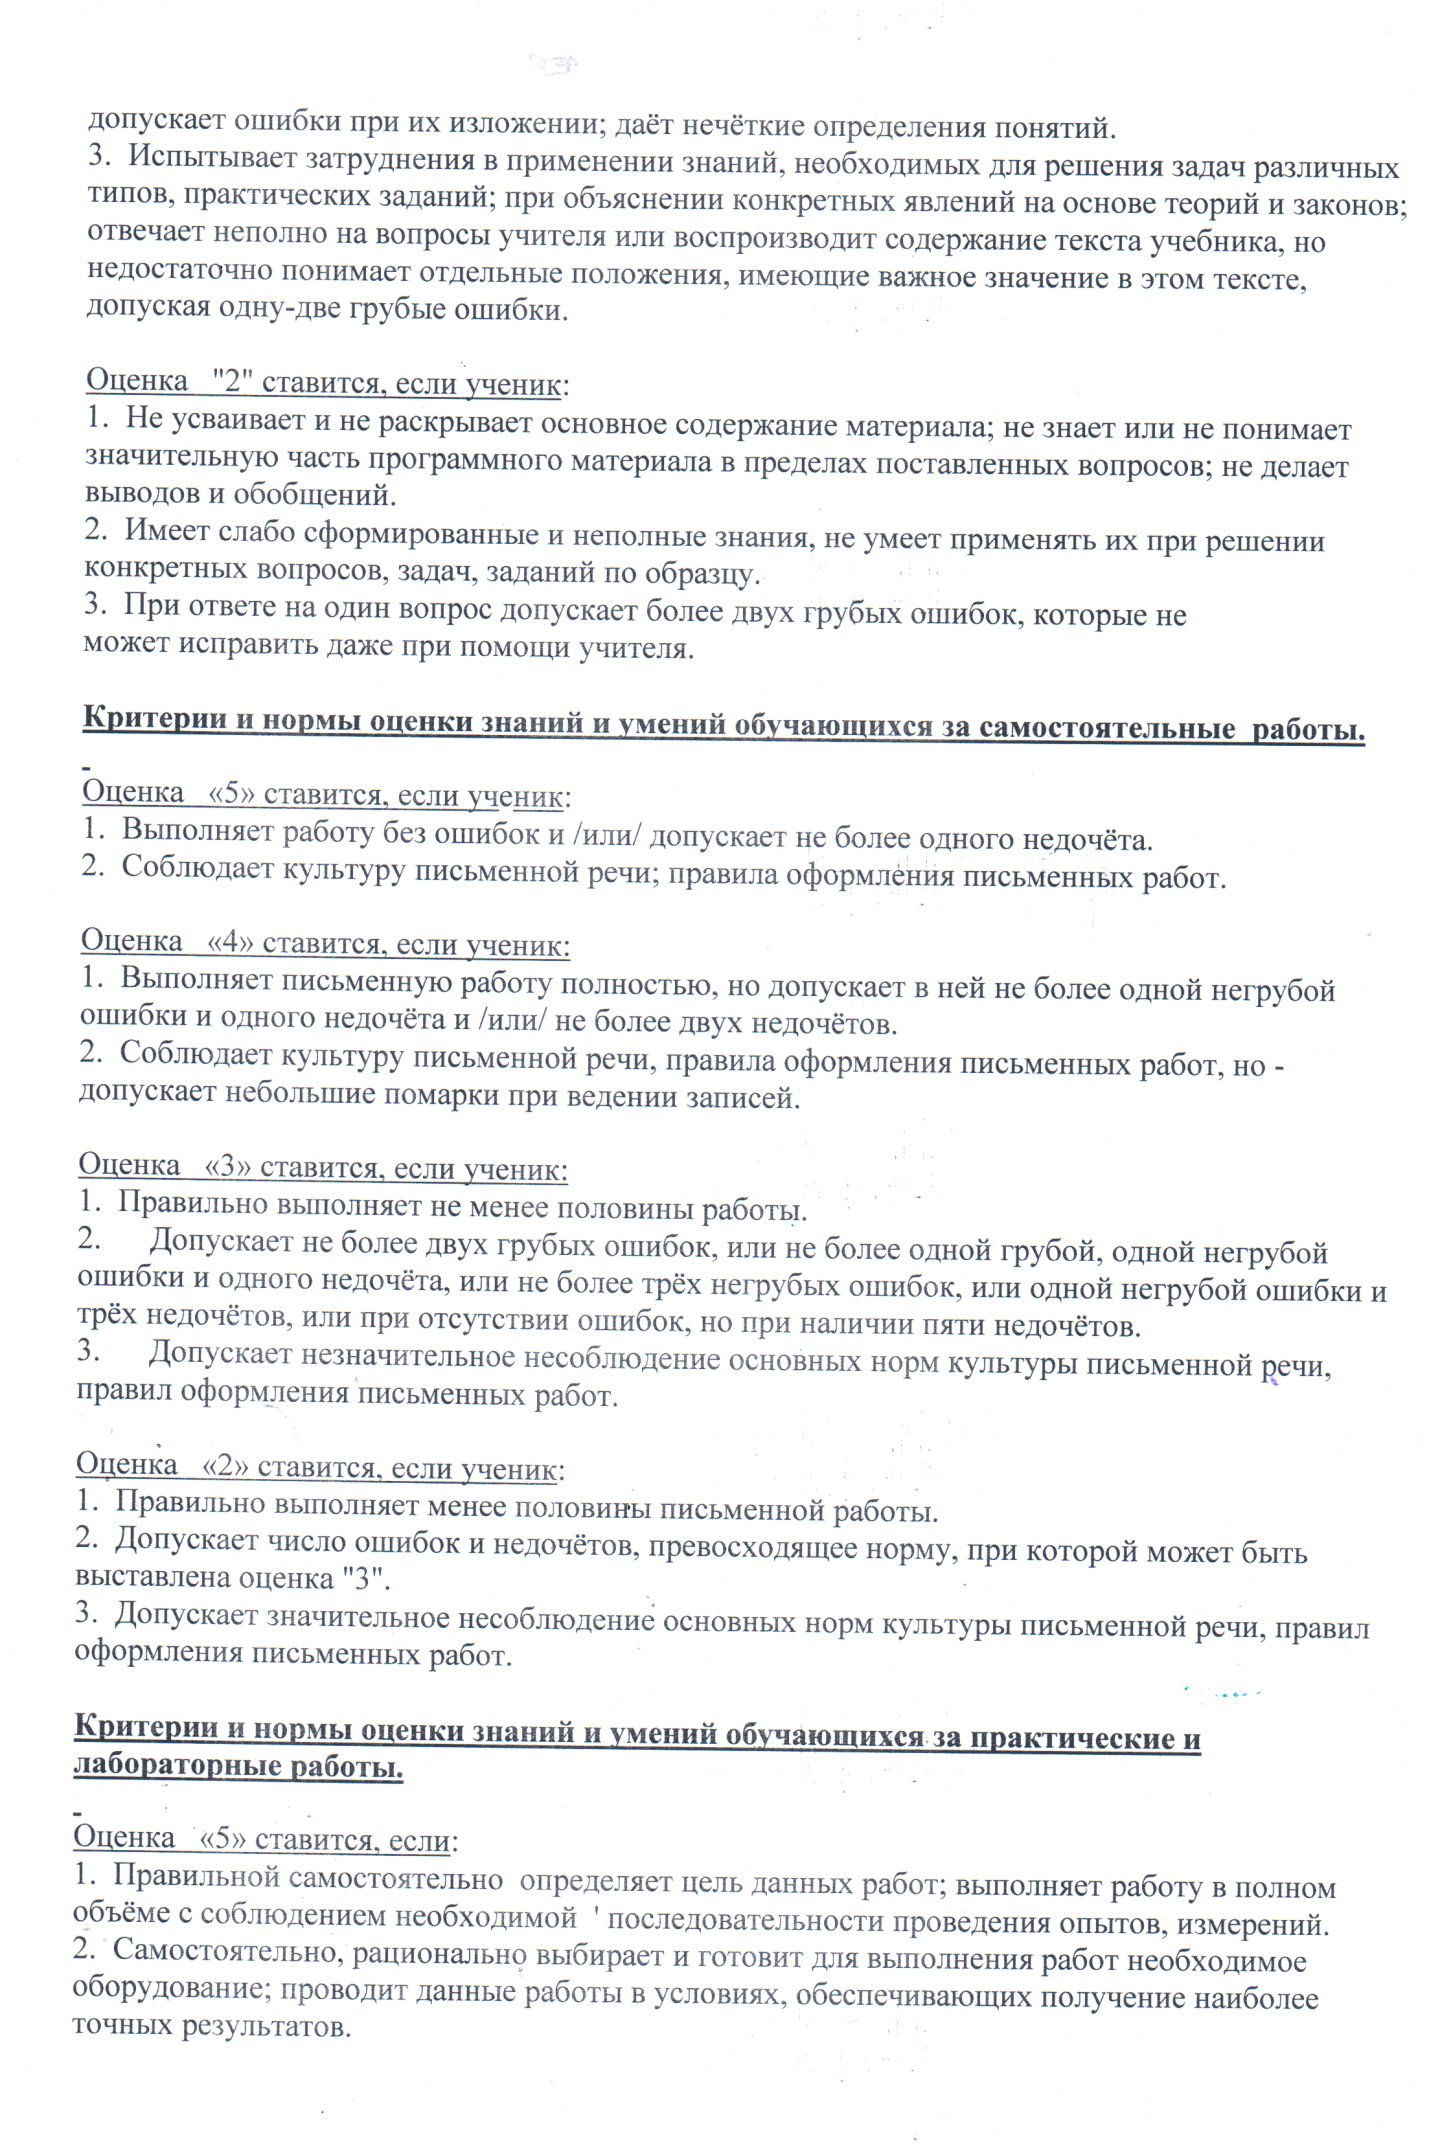 допускает ошибки при их изложении; даёт нечёткие определения понятий.
3.  Испытывает затруднения в применении знаний, необходимых для решения задач различных
типов, практических заданий; при объяснении конкретных явлений на основе теорий и законов;
отвечает неполно на вопросы учителя или воспроизводит содержание текста учебника, но
недостаточно понимает отдельные положения, имеющие важное значение в этом тексте,
допуская одну-две грубые ошибки.
Оценка   "2" ставится, если ученик:
1.  Не усваивает и не раскрывает основное содержание материала; не знает или не понимает
значительную часть программного материала в пределах поставленных вопросов; не делает
выводов и обобщений.
2.  Имеет слабо сформированные и неполные знания, не умеет применять их при решении
конкретных вопросов, задач, заданий по образцу.
3.  При ответе на один вопрос допускает более двух грубых ошибок, которые не
может исправить даже при помощи учителя.
Критерии и нормы оценки знаний и умений обучающихся за самостоятельные  работы.
Оценка   «5» ставится, если ученик:
1.  Выполняет работу без ошибок и /или/ допускает не более одного недочёта.
2.  Соблюдает культуру письменной речи; правила оформления письменных работ.
Оценка   «4» ставится, если ученик:
1.  Выполняет письменную работу полностью, но допускает в ней не более одной негрубой
ошибки и одного недочёта и /или/ не более двух недочётов.
2.  Соблюдает культуру письменной речи, правила оформления письменных работ, но -
допускает небольшие помарки при ведении записей.
Оценка   «3» ставится, если ученик:
1.  Правильно выполняет не менее половины работы.
2.      Допускает не более двух грубых ошибок, или не более одной грубой, одной негрубой
ошибки и одного недочёта, или не более трёх негрубых ошибок, или одной негрубой ошибки и
трёх недочётов, или при отсутствии ошибок, но при наличии пяти недочётов.
3.      Допускает незначительное несоблюдение основных норм культуры письменной речи,
правил оформления письменных работ.
Оценка   «2» ставится, если ученик:
1.  Правильно выполняет менее половины письменной работы.
2.  Допускает число ошибок и недочётов, превосходящее норму, при которой может быть
выставлена оценка "3".
3.  Допускает значительное несоблюдение основных норм культуры письменной речи, правил
оформления письменных работ.
Критерии и нормы оценки знаний и умений обучающихся за практические и
лабораторные работы.
Оценка   «5» ставится, если:
1.  Правильной самостоятельно  определяет цель данных работ; выполняет работу в полном
объёме с соблюдением необходимой  ' последовательности проведения опытов, измерений.
2.  Самостоятельно, рационально выбирает и готовит для выполнения работ необходимое
оборудование; проводит данные работы в условиях, обеспечивающих получение наиболее
точных результатов.